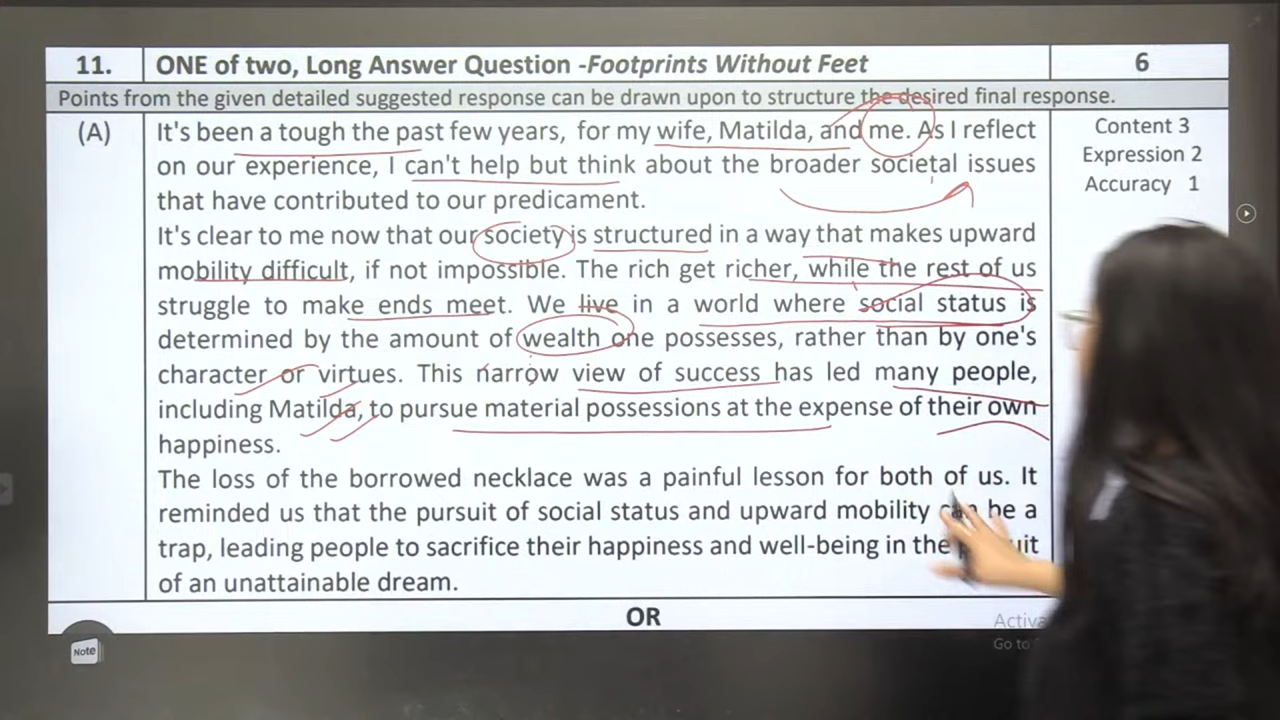 11. ONE of two, Long Answer Question -Footprints Without Feet 6
Points from the given detailed suggested response can be drawn upon to structure the desired final response.
(A) It's been a tough the past few years, for my wife, Matilda, and me. As I reflect Content 3
on our experience, I can't help but think about the broader societal issues Expression 2
that have contributed to our predicament. Accuracy 1
It's clear to me now that our society is structured in a way that makes upward
mobility difficult, if not impossible. The rich get richer, while the rest of us
struggle to make ends meet. We live in a world where social status is
determined by the amount of wealth one possesses, rather than by one's
character or virtues. This narrow view of success has led many people,
including Matilda, to pursue material possessions at the expense of their own
happiness.
The loss of the borrowed necklace was a painful lesson for both of us. It
reminded us that the pursuit of social status and upward mobility can be a
trap, leading people to sacrifice their happiness and well-being in the
of an unattainable dream.
OR
Go to
Note